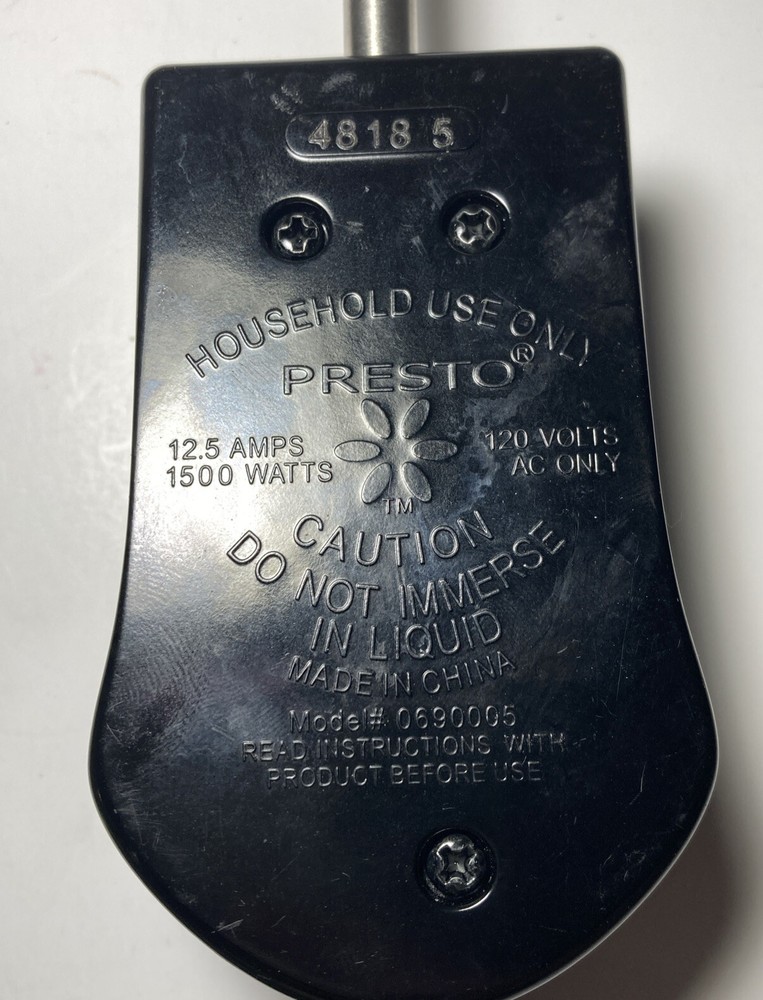 4818 5
HOUSEHOLD USE ONLY
PRESTO®
12.5 AMPS
1500 WATTS
120 VOLTS
AC ONLY
TM
CAUTION
DO NOT IMMERSE
IN LIQUID
MADE IN CHINA
Model# 0690005
READ INSTRUCTIONS WITH
PRODUCT BEFORE USE